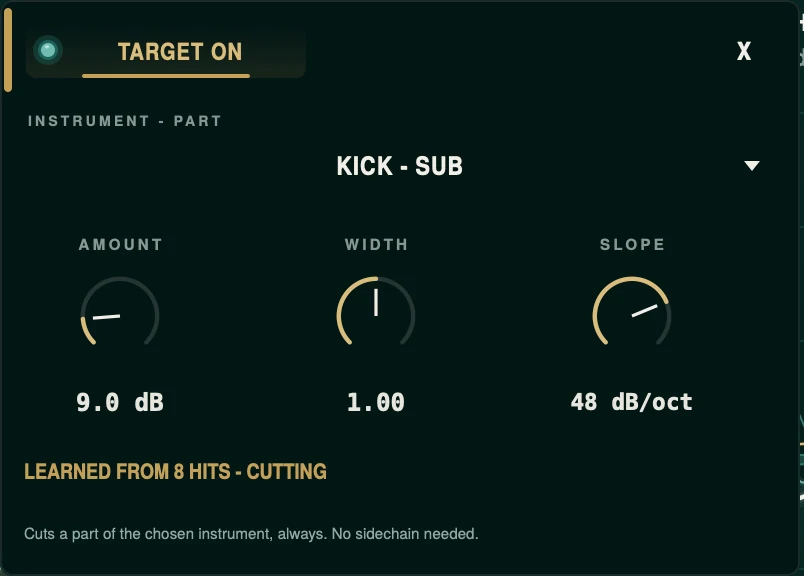 TARGET ON
X
INSTRUMENT - PART
KICK - SUB
AMOUNT WIDTH SLOPE
9.0 dB 1.00 48 dB/oct
LEARNED FROM 8 HITS - CUTTING
Cuts a part of the chosen instrument, always. No sidechain needed.